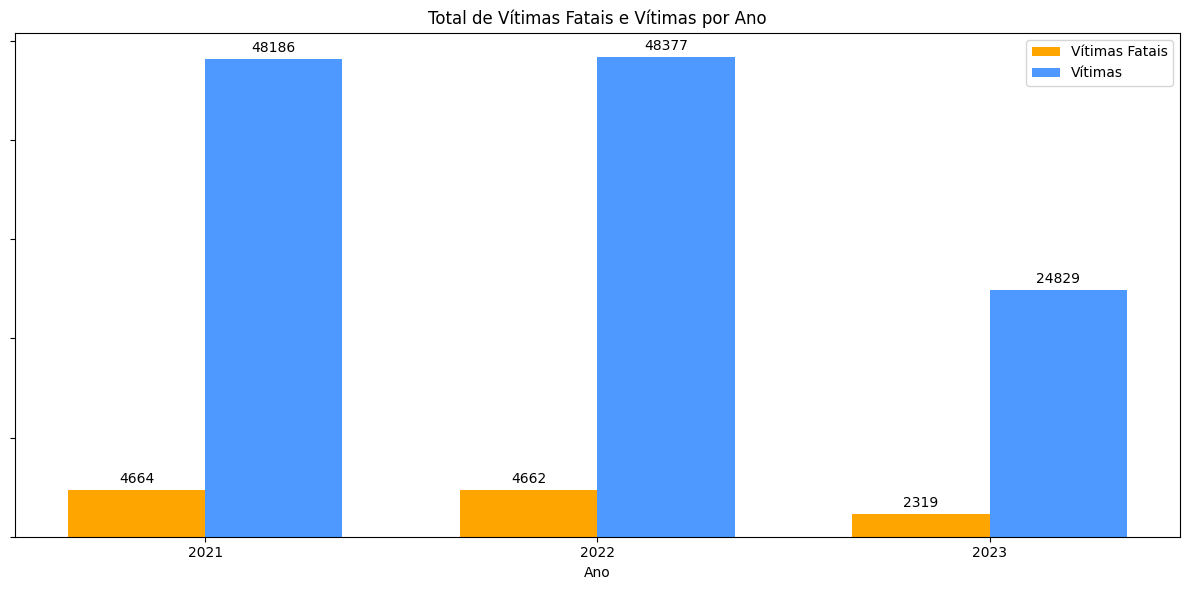 Total de Vítimas Fatais e Vítimas por Ano
Vítimas Fatais
Vítimas
48186
48377
24829
4664
4662
2319
2021
2022
2023
Ano